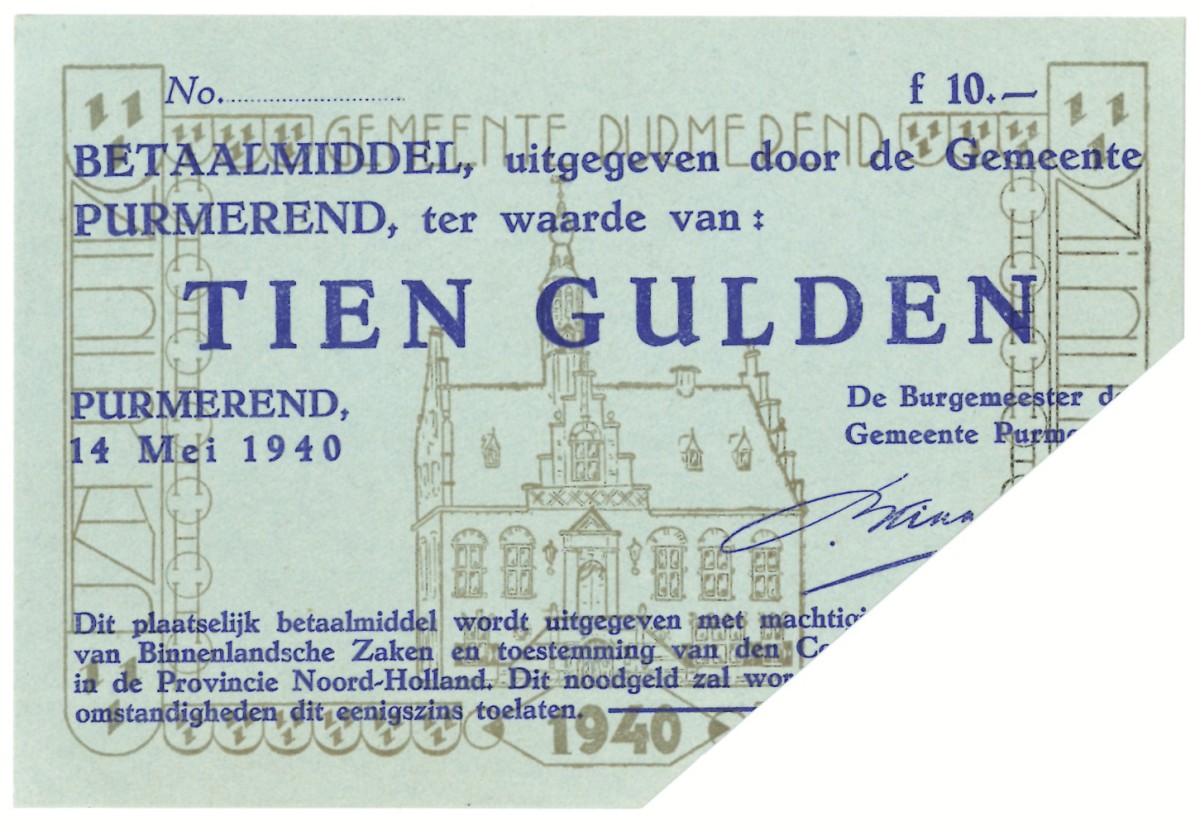 No.
f 10.—
GEMEENTE PURMEREND
BETAALMIDDEL, uitgegeven door de Gemeente
PURMEREND, ter waarde van :
TIEN GULDEN
PURMEREND,
14 Mei 1940
De Burgemeester
Gemeente
Dit plaatselijk betaalmiddel wordt uitgegeven met
van Binnenlandsche Zaken en toestemming van den
in de Provincie Noord-Holland. Dit noodgeld zal
omstandigheden dit eenigszins toelaten.
1940